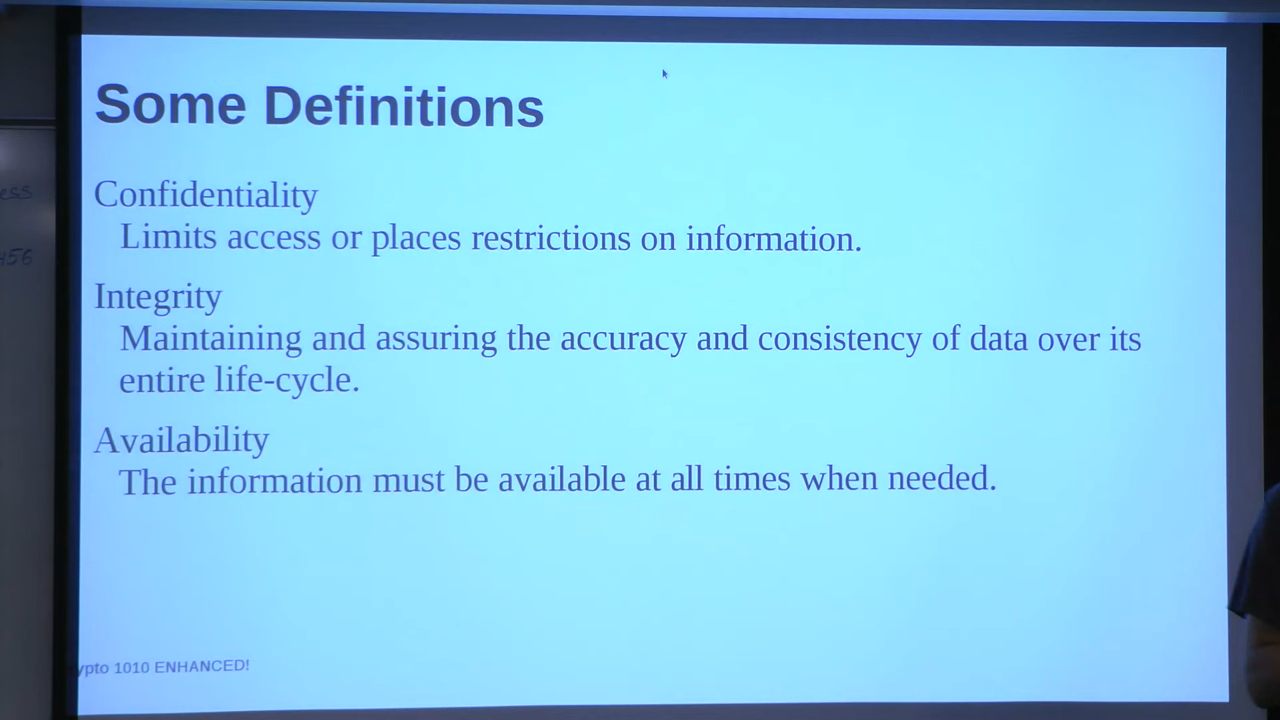 Some Definitions
Confidentiality
Limits access or places restrictions on information.
Integrity
Maintaining and assuring the accuracy and consistency of data over its
entire life-cycle.
Availability
The information must be available at all times when needed.
ypto 1010 ENHANCED!
ess
456